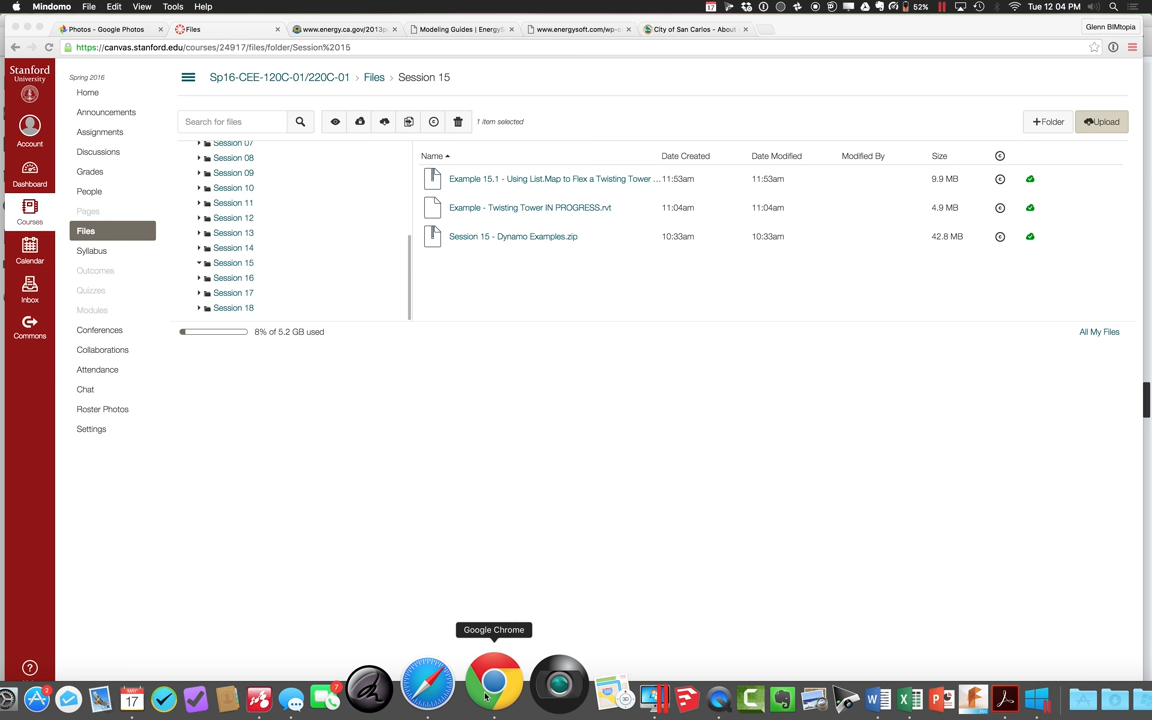 Mindomo File Edit View Tools Help
52% Tue 12 04 PM
Photos - Google Photos
Files
www.energy.ca.gov/2013p
Modeling Guides | EnergyS
www.energysoft.com/wp-c
City of San Carlos - About
Glenn BIMtopia
https://canvas.stanford.edu/courses/24917/files/folder/Session%2015
Stanford
University
Account
Dashboard
Courses
Calendar
Inbox
Commons
Spring 2016
Home
Announcements
Assignments
Discussions
Grades
People
Pages
Files
Syllabus
Outcomes
Quizzes
Modules
Conferences
Collaborations
Attendance
Chat
Roster Photos
Settings
Sp16-CEE-120C-01/220C-01 › Files › Session 15
Search for files
1 item selected
+Folder
Upload
Session 07
Session 08
Session 09
Session 10
Session 11
Session 12
Session 13
Session 14
Session 15
Session 16
Session 17
Session 18
Name Date Created Date Modified Modified By Size
Example 15.1 - Using List.Map to Flex a Twisting Tower ... 11:53am 11:53am 9.9 MB
Example - Twisting Tower IN PROGRESS.rvt 11:04am 11:04am 4.9 MB
Session 15 - Dynamo Examples.zip 10:33am 10:33am 42.8 MB
8% of 5.2 GB used
All My Files
Google Chrome